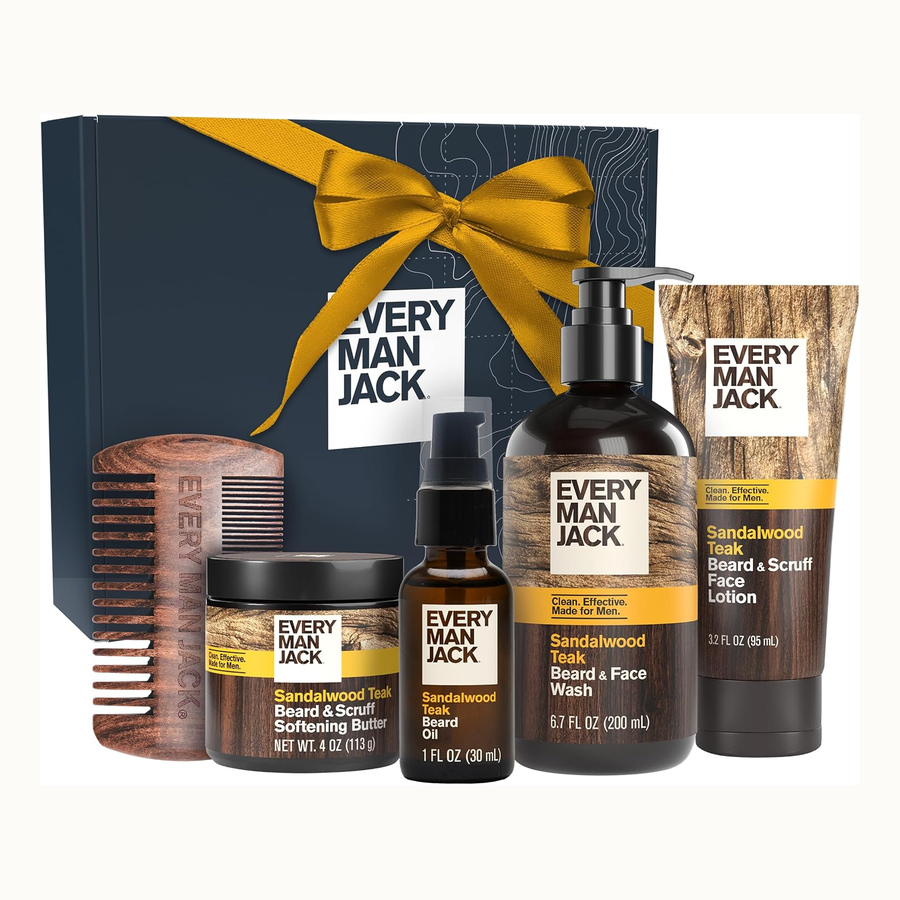 EVERY
MAN
JACK.
EVERY MAN JACK®
EVERY
MAN
JACK.
Clean. Effective.
Made for Men.
Sandalwood Teak
Beard & Scruff
Softening Butter
NET WT. 4 OZ (113 g)
EVERY
MAN
JACK.
Sandalwood
Teak
Beard
Oil
1 FL OZ (30 mL)
EVERY
MAN
JACK.
Clean. Effective.
Made for Men.
Sandalwood
Teak
Beard & Face
Wash
6.7 FL OZ (200 mL)
EVERY
MAN
JACK.
Clean. Effective.
Made for Men.
Sandalwood
Teak
Beard & Scruff
Face
Lotion
3.2 FL OZ (95 mL)